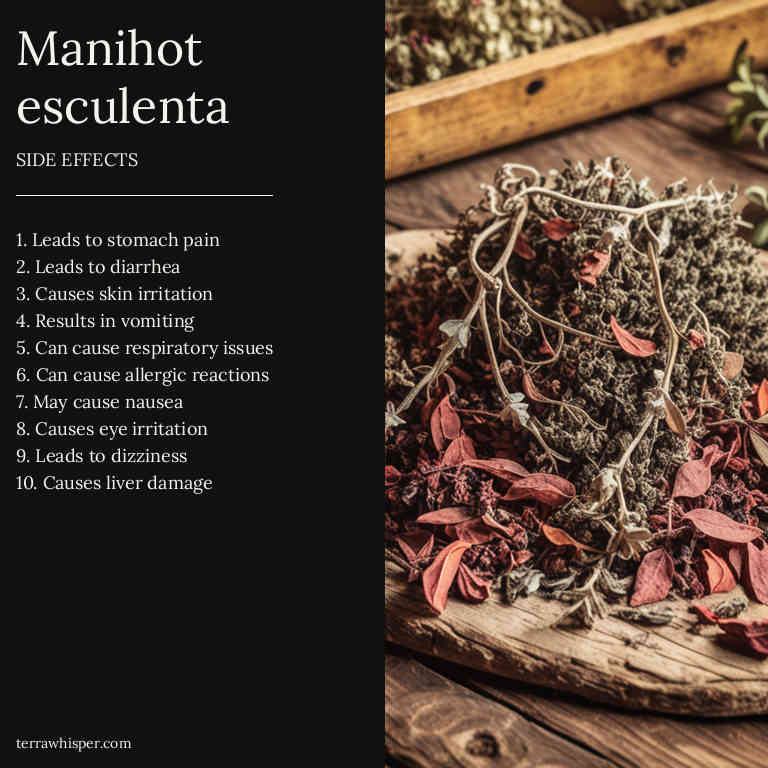 Manihot
esculenta
SIDE EFFECTS
1. Leads to stomach pain
2. Leads to diarrhea
3. Causes skin irritation
4. Results in vomiting
5. Can cause respiratory issues
6. Can cause allergic reactions
7. May cause nausea
8. Causes eye irritation
9. Leads to dizziness
10. Causes liver damage
terrawhisper.com